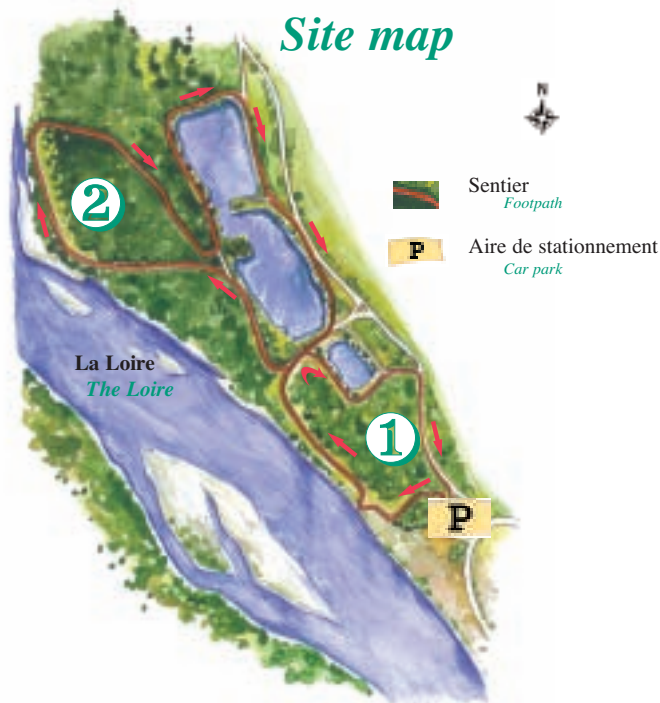 Site map
N
Sentier
Footpath
P
Aire de stationnement
Car park
2
La Loire
The Loire
1
P